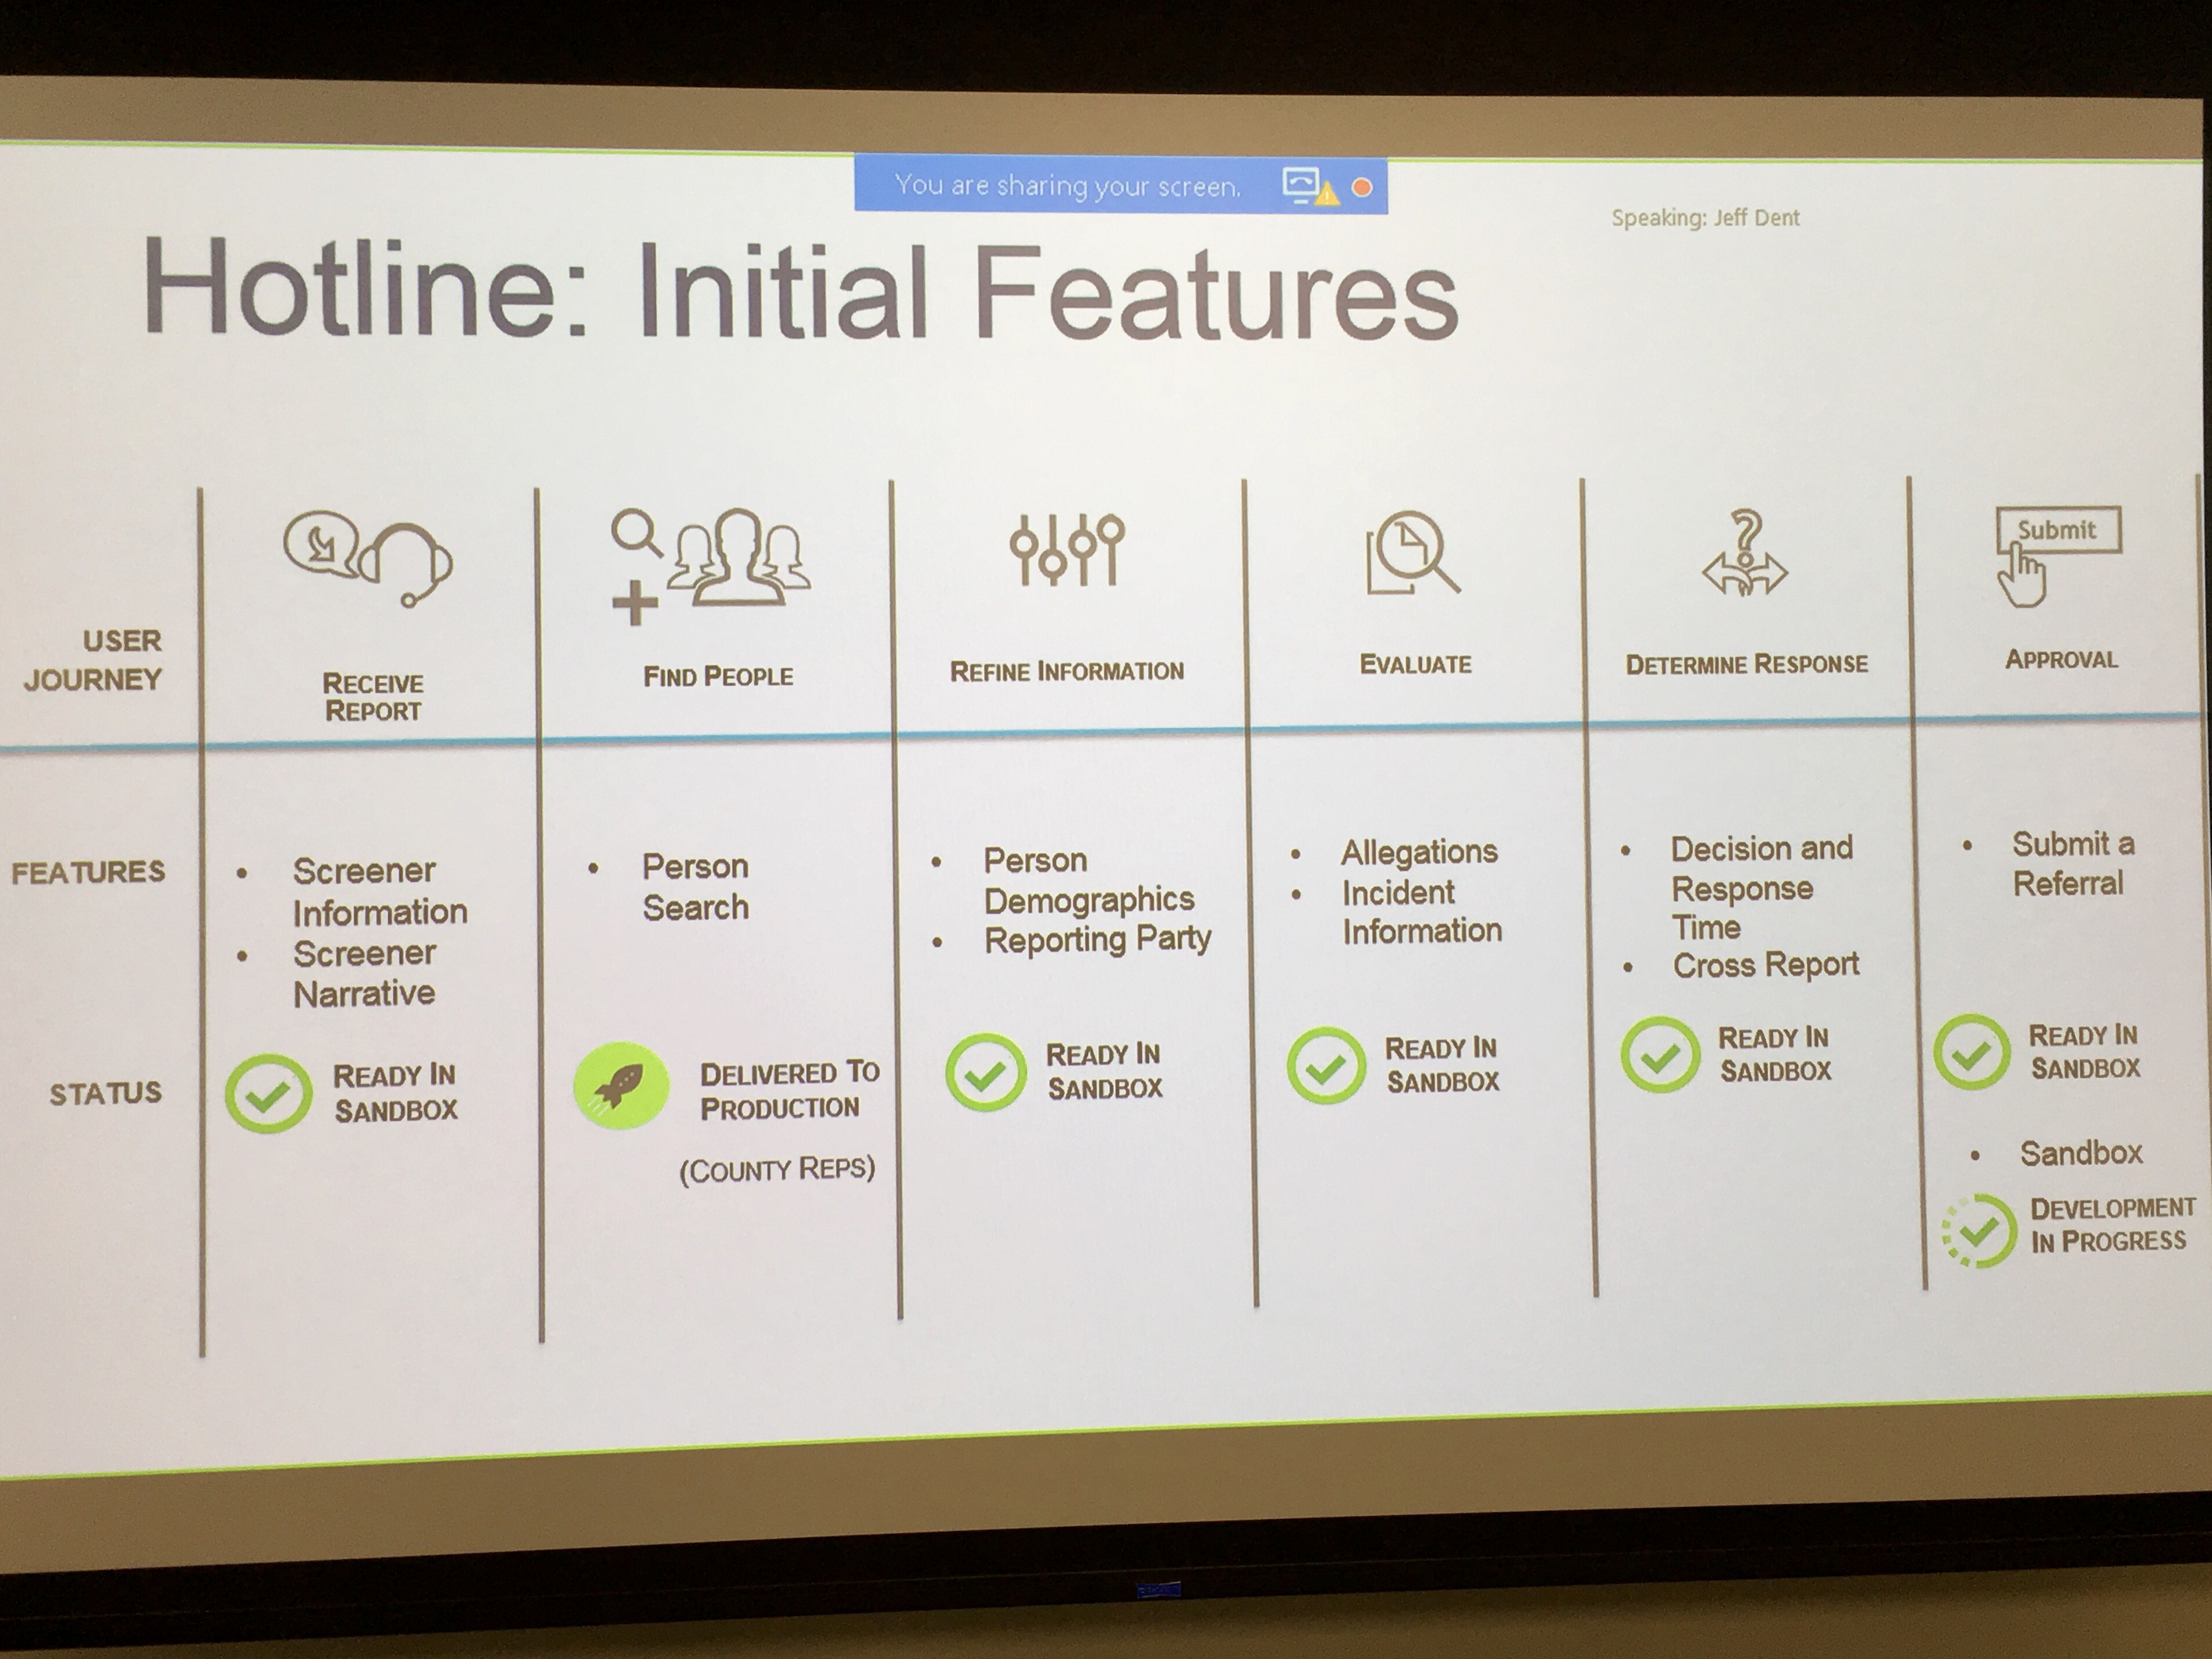 You are sharing your screen.
Speaking: Jeff Dent
Hotline: Initial Features
Submit
USER
JOURNEY
RECEIVE
REPORT
FIND PEOPLE
REFINE INFORMATION
EVALUATE
DETERMINE RESPONSE
APPROVAL
FEATURES
• Screener
Information
• Screener
Narrative
• Person
Search
• Person
Demographics
• Reporting Party
• Allegations
• Incident
Information
• Decision and
Response
Time
• Cross Report
• Submit a
Referral
STATUS
READY IN
SANDBOX
DELIVERED TO
PRODUCTION
(COUNTY REPS)
READY IN
SANDBOX
READY IN
SANDBOX
READY IN
SANDBOX
READY IN
SANDBOX
• Sandbox
DEVELOPMENT
IN PROGRESS